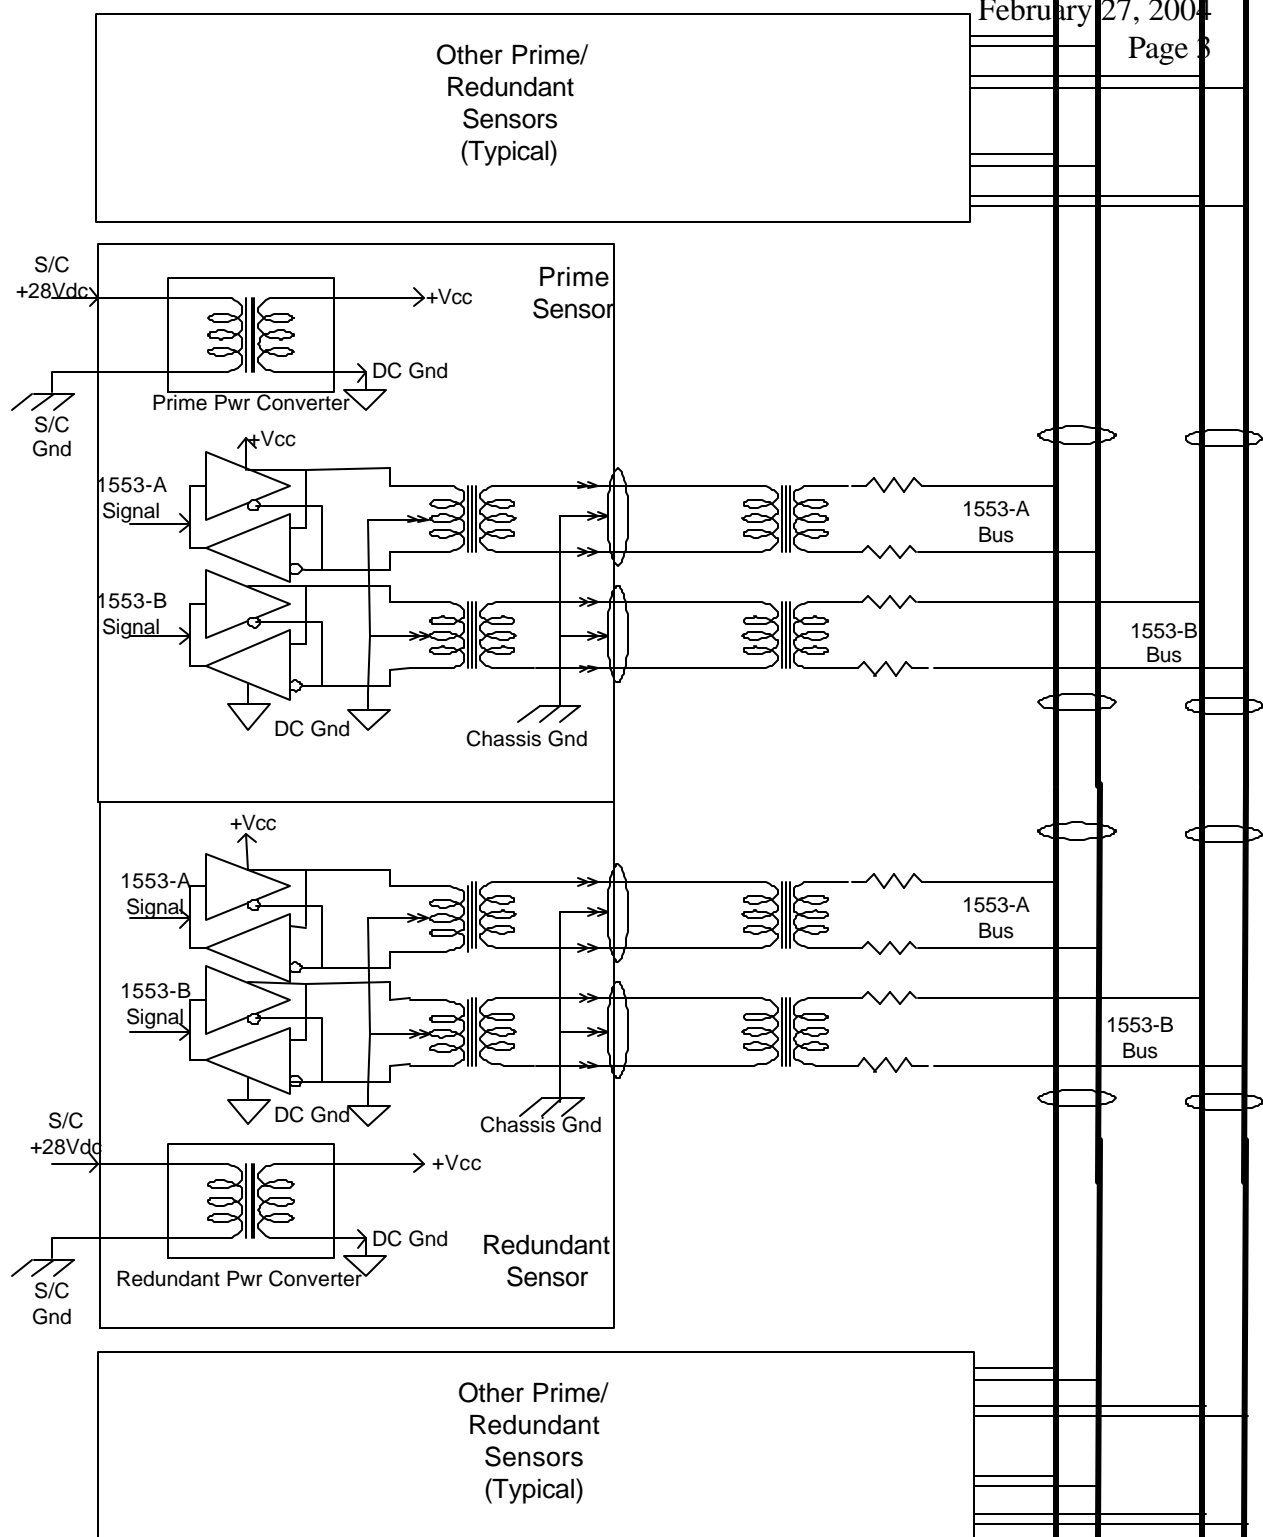 February 27, 2004
Page 3
Other Prime/
Redundant
Sensors
(Typical)
S/C
+28Vdc
Prime
Sensor
+Vcc
DC Gnd
Prime Pwr Converter
S/C
Gnd
+Vcc
1553-A
Signal
1553-A
Bus
1553-B
Signal
1553-B
Bus
DC Gnd
Chassis Gnd
+Vcc
1553-A
Signal
1553-A
Bus
1553-B
Signal
1553-B
Bus
DC Gnd
Chassis Gnd
S/C
+28Vdc
+Vcc
DC Gnd
Redundant
Sensor
Redundant Pwr Converter
S/C
Gnd
Other Prime/
Redundant
Sensors
(Typical)